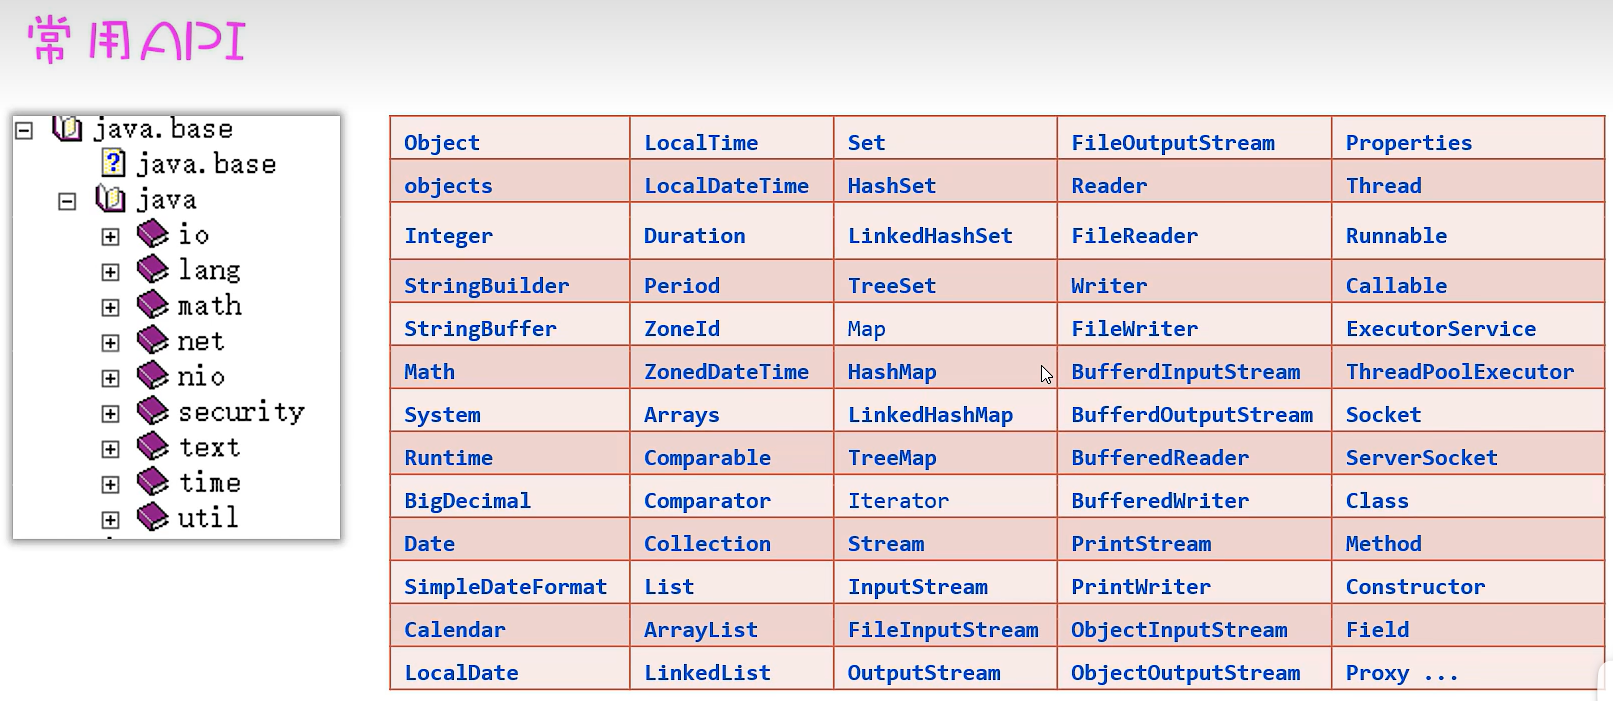 常用API
java.base
java.base
java
io
lang
math
net
nio
security
text
time
util
Object LocalTime Set FileOutputStream Properties
objects LocalDateTime HashSet Reader Thread
Integer Duration LinkedHashSet FileReader Runnable
StringBuilder Period TreeSet Writer Callable
StringBuffer ZoneId Map FileWriter ExecutorService
Math ZonedDateTime HashMap BufferdInputStream ThreadPoolExecutor
System Arrays LinkedHashMap BufferdOutputStream Socket
Runtime Comparable TreeMap BufferedReader ServerSocket
BigDecimal Comparator Iterator BufferedWriter Class
Date Collection Stream PrintStream Method
SimpleDateFormat List InputStream PrintWriter Constructor
Calendar ArrayList FileInputStream ObjectInputStream Field
LocalDate LinkedList OutputStream ObjectOutputStream Proxy ...